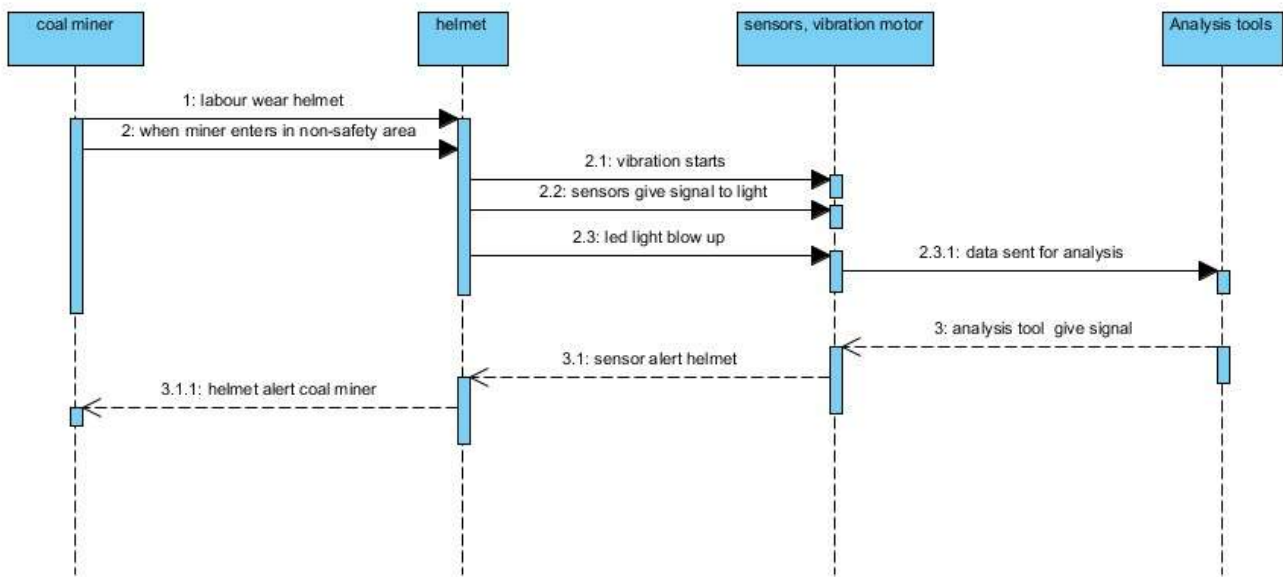 coal miner
helmet
sensors, vibration motor
Analysis tools
1: labour wear helmet
2: when miner enters in non-safety area
2.1: vibration starts
2.2: sensors give signal to light
2.3: led light blow up
2.3.1: data sent for analysis
3: analysis tool give signal
3.1: sensor alert helmet
3.1.1: helmet alert coal miner